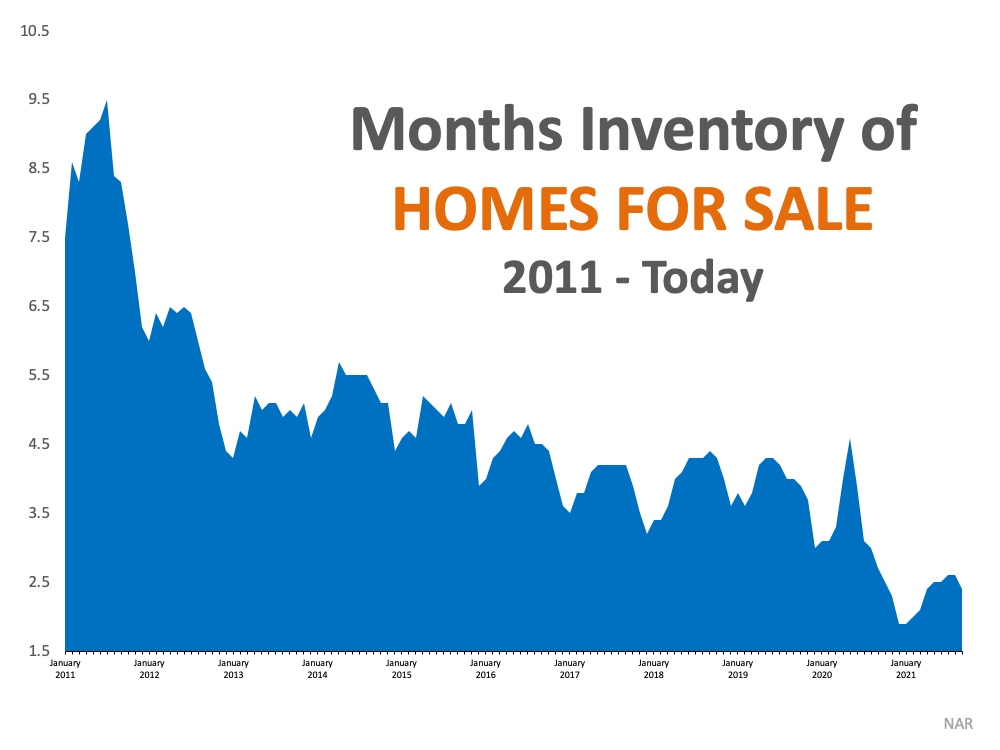 10.5
9.5
8.5
7.5
6.5
5.5
4.5
3.5
2.5
1.5
Months Inventory of
HOMES FOR SALE
2011 - Today
January January January January January January January January January January January
2011 2012 2013 2014 2015 2016 2017 2018 2019 2020 2021
NAR